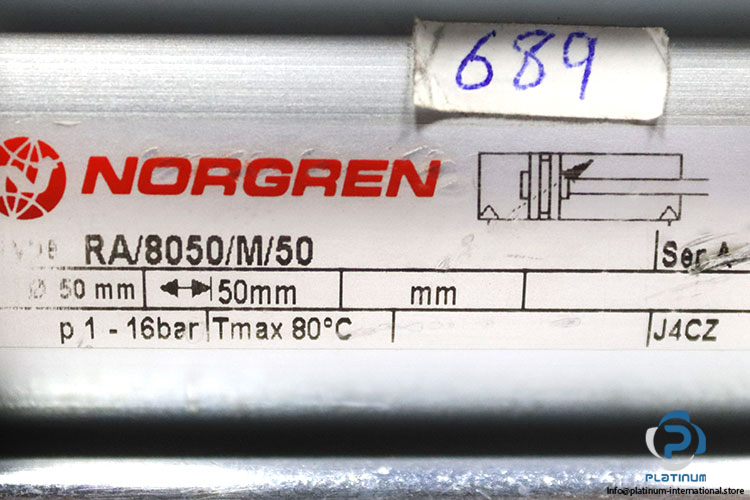 689
NORGREN
RA/8050/M/50
Ser A
Ø 50 mm 50mm mm
p 1 - 16bar Tmax 80°C J4CZ
PLATINUM
info@platinum-international.store